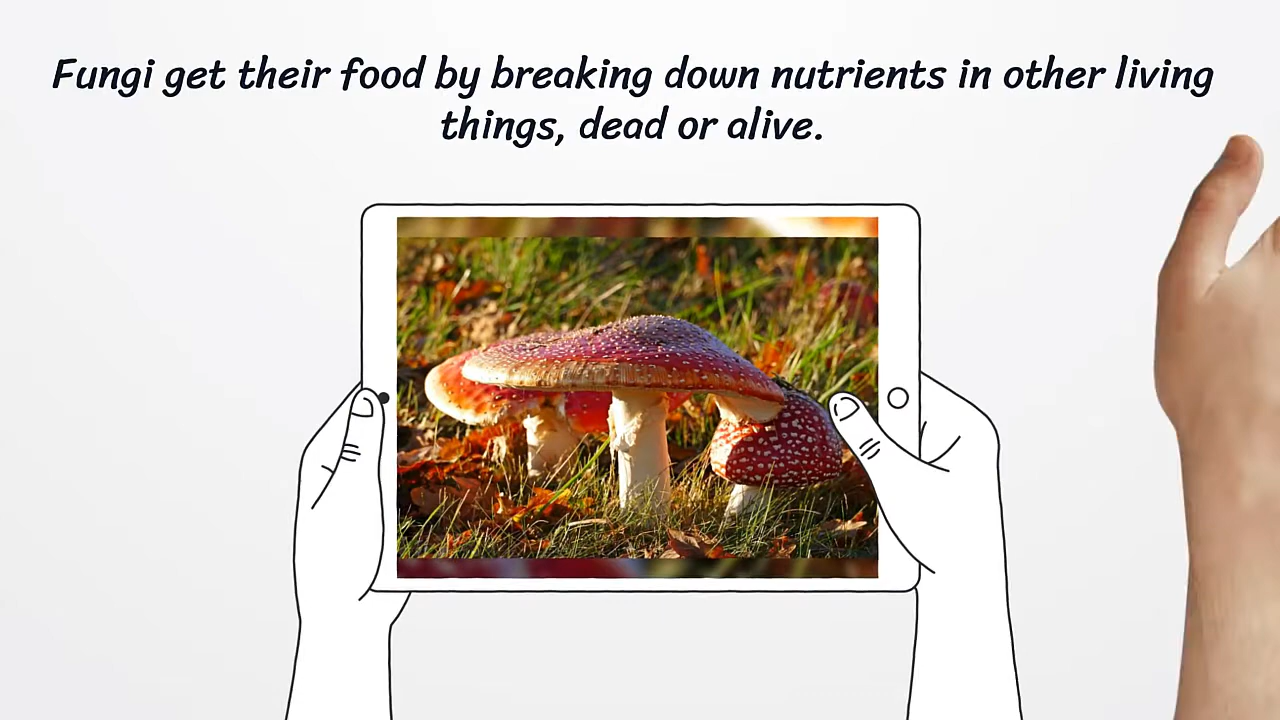 Fungi get their food by breaking down nutrients in other living
things, dead or alive.